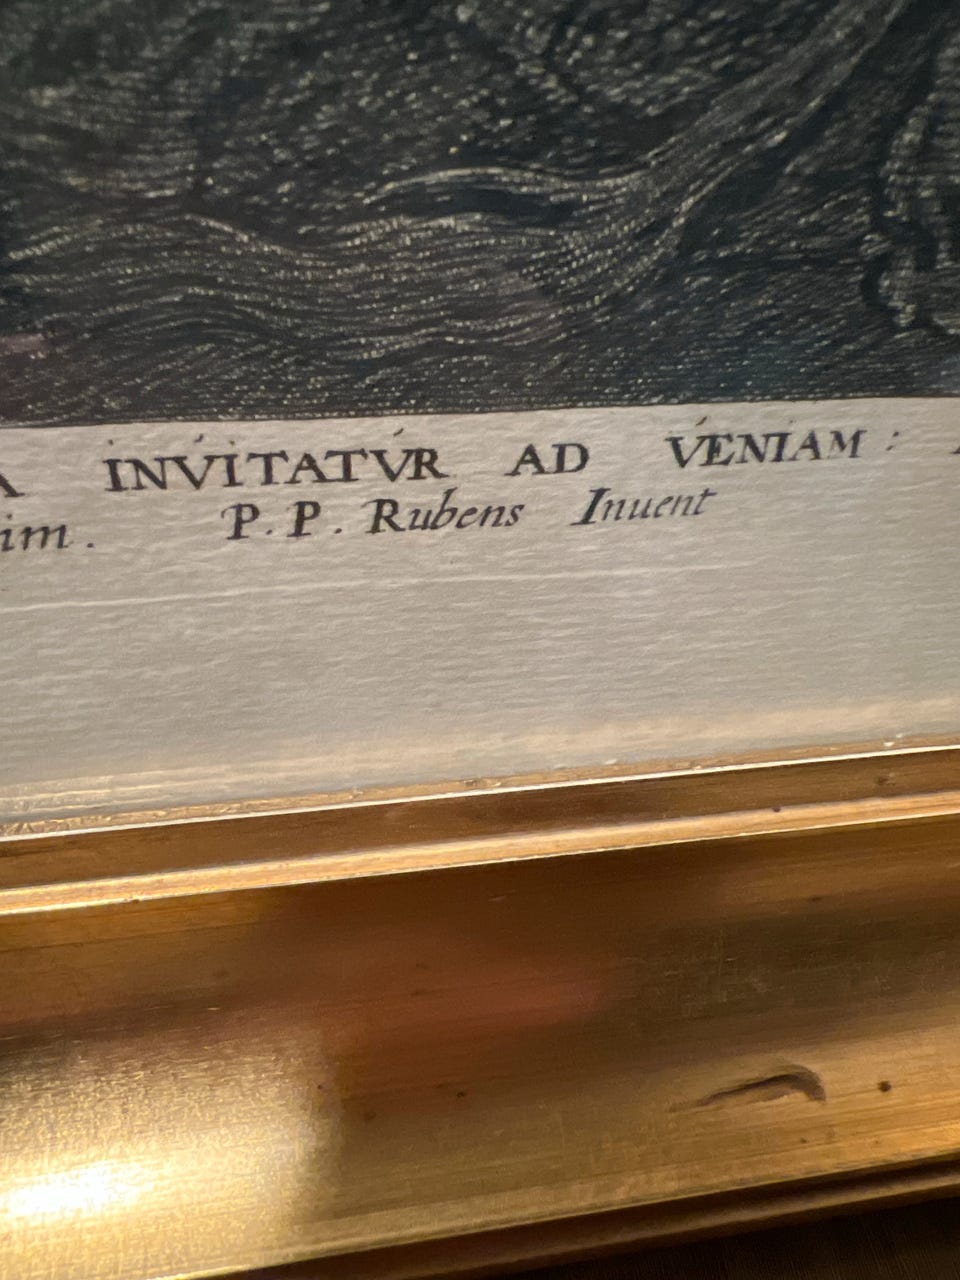 INVITATVR AD VENIAM :
im. P. P. Rubens Inuent